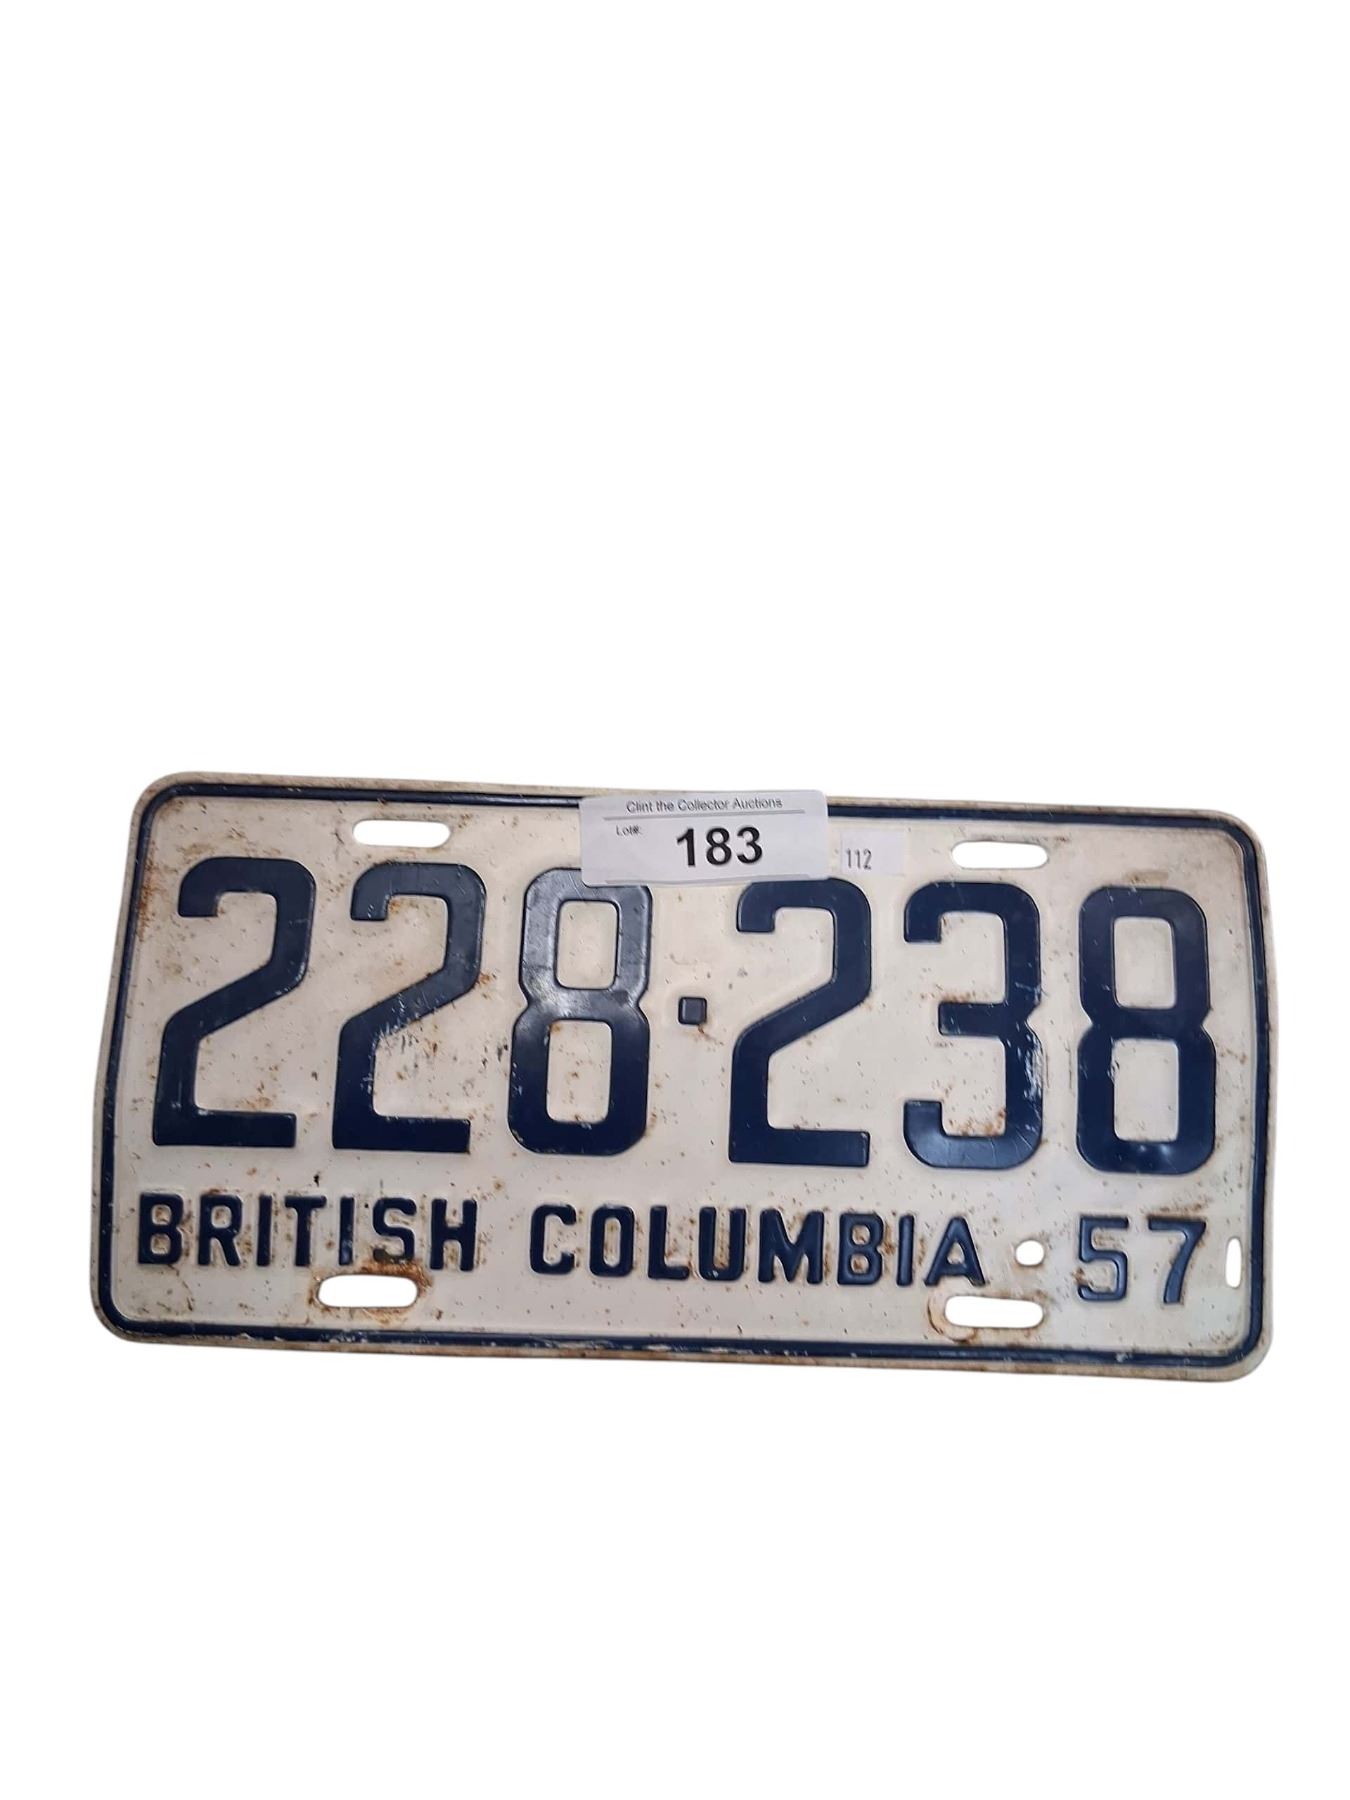 Clint the Collector Auctions
Lot#: 183
112
228·238
BRITISH COLUMBIA 57